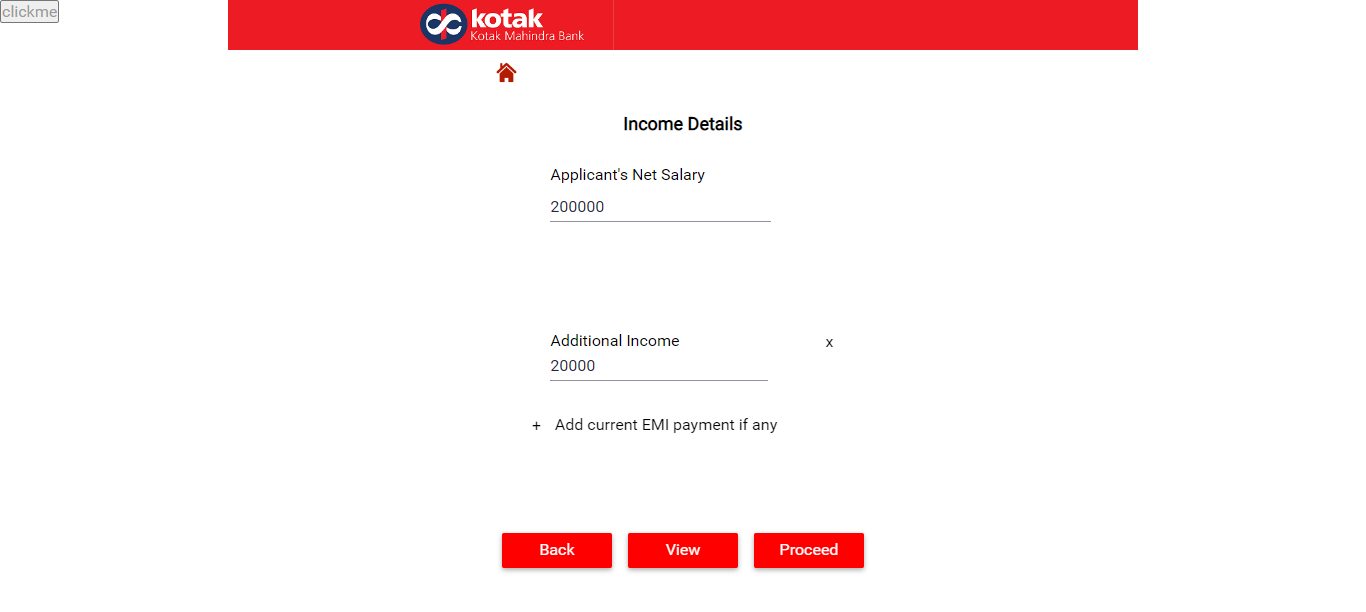 clickme
kotak
Kotak Mahindra Bank
Income Details
Applicant's Net Salary
200000
Additional Income x
20000
+ Add current EMI payment if any
Back View Proceed